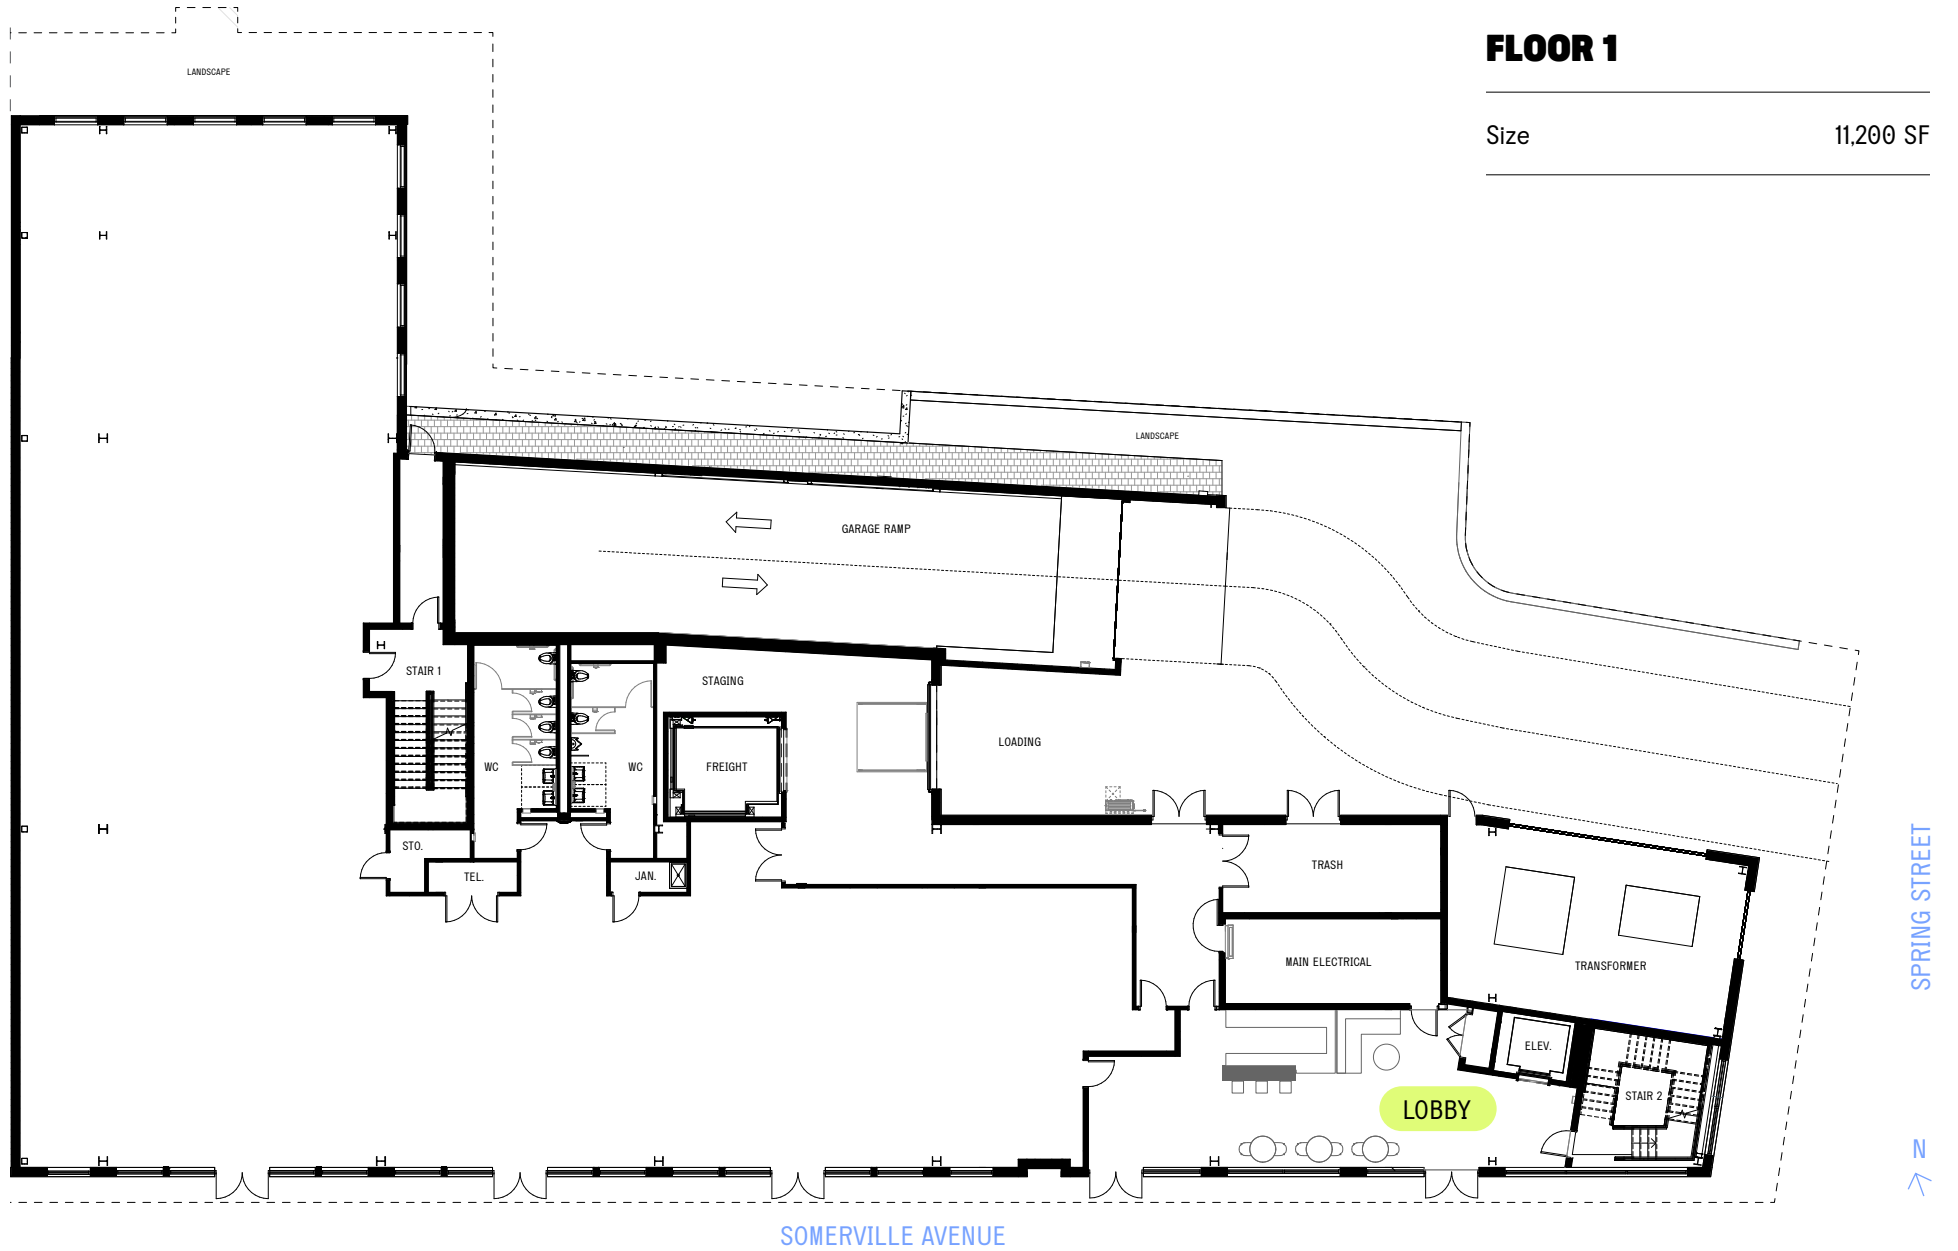 FLOOR 1
Size 11,200 SF
LANDSCAPE
LANDSCAPE
GARAGE RAMP
STAIR 1
STAGING
LOADING
WC
WC
FREIGHT
STO.
TEL.
JAN.
TRASH
MAIN ELECTRICAL
TRANSFORMER
ELEV.
STAIR 2
LOBBY
SPRING STREET
N
SOMERVILLE AVENUE